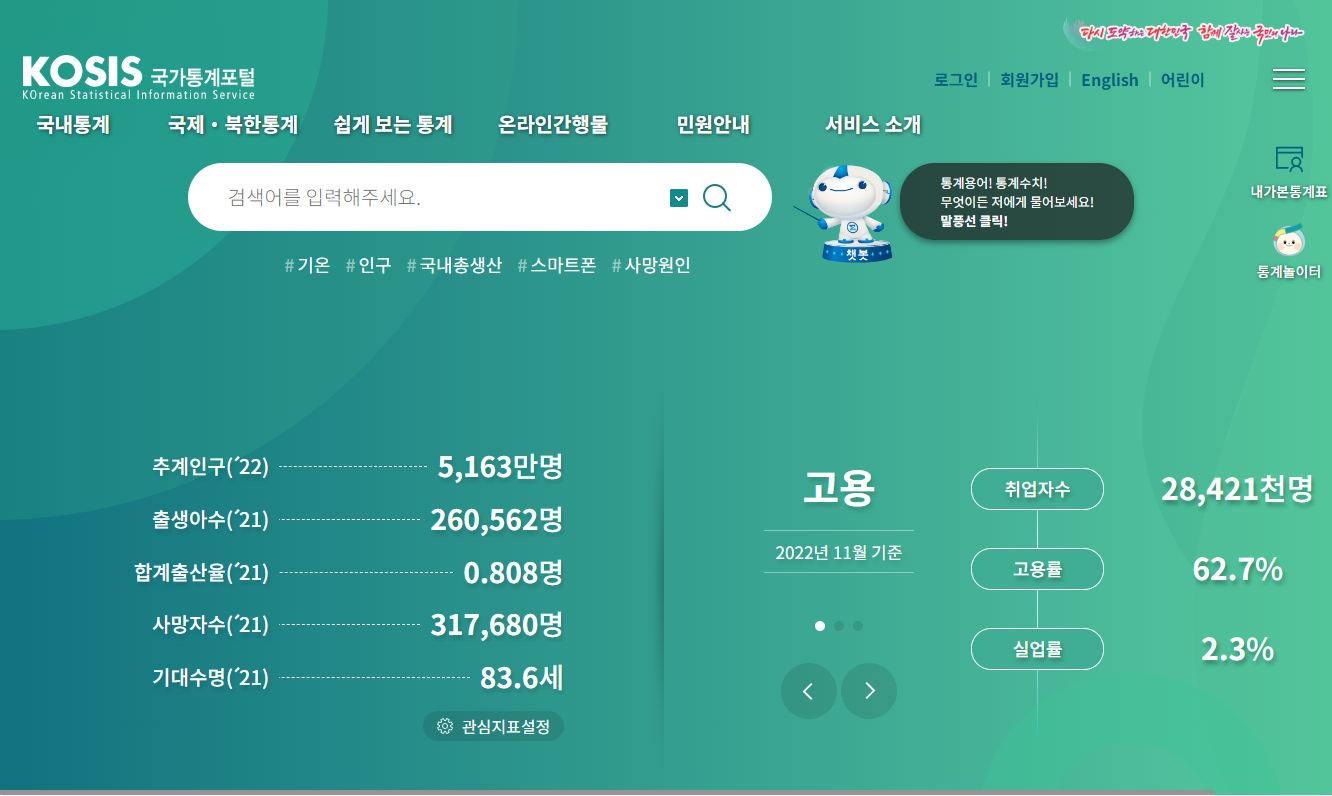 다시 도약하는 대한민국 함께 잘사는 국민의 나라
KOSIS 국가통계포털
KOrean Statistical Information Service
로그인 회원가입 English 어린이
국내통계 국제・북한통계 쉽게 보는 통계 온라인간행물 민원안내 서비스 소개
검색어를 입력해주세요.
통계용어! 통계수치!
무엇이든 저에게 물어보세요!
말풍선 클릭!
챗봇
내가본통계표
통계놀이터
#기온 #인구 #국내총생산 #스마트폰 #사망원인
추계인구(´22) 5,163만명
출생아수(´21) 260,562명
합계출산율(´21) 0.808명
사망자수(´21) 317,680명
기대수명(´21) 83.6세
관심지표설정
고용
2022년 11월 기준
취업자수 28,421천명
고용률 62.7%
실업률 2.3%